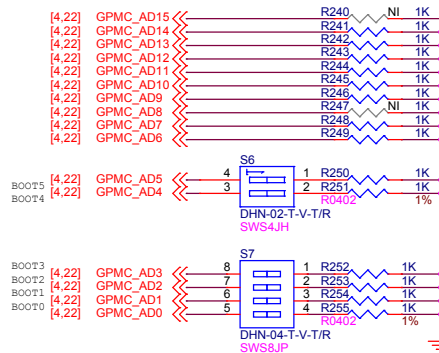 [4,22] GPMC_AD15 R240 NI 1K
[4,22] GPMC_AD14 R241 1K
[4,22] GPMC_AD13 R242 1K
[4,22] GPMC_AD12 R243 1K
[4,22] GPMC_AD11 R244 1K
[4,22] GPMC_AD10 R245 1K
[4,22] GPMC_AD9 R246 1K
[4,22] GPMC_AD8 R247 NI 1K
[4,22] GPMC_AD7 R248 1K
[4,22] GPMC_AD6 R249 1K
S6
BOOT5 [4,22] GPMC_AD5 4 1 R250 1K
BOOT4 [4,22] GPMC_AD4 3 2 R251 1K
R0402 1%
DHN-02-T-V-T/R
SWS4JH
S7
BOOT3 [4,22] GPMC_AD3 8 1 R252 1K
BOOT2 [4,22] GPMC_AD2 7 2 R253 1K
BOOT1 [4,22] GPMC_AD1 6 3 R254 1K
BOOT0 [4,22] GPMC_AD0 5 4 R255 1K
R0402 1%
DHN-04-T-V-T/R
SWS8JP